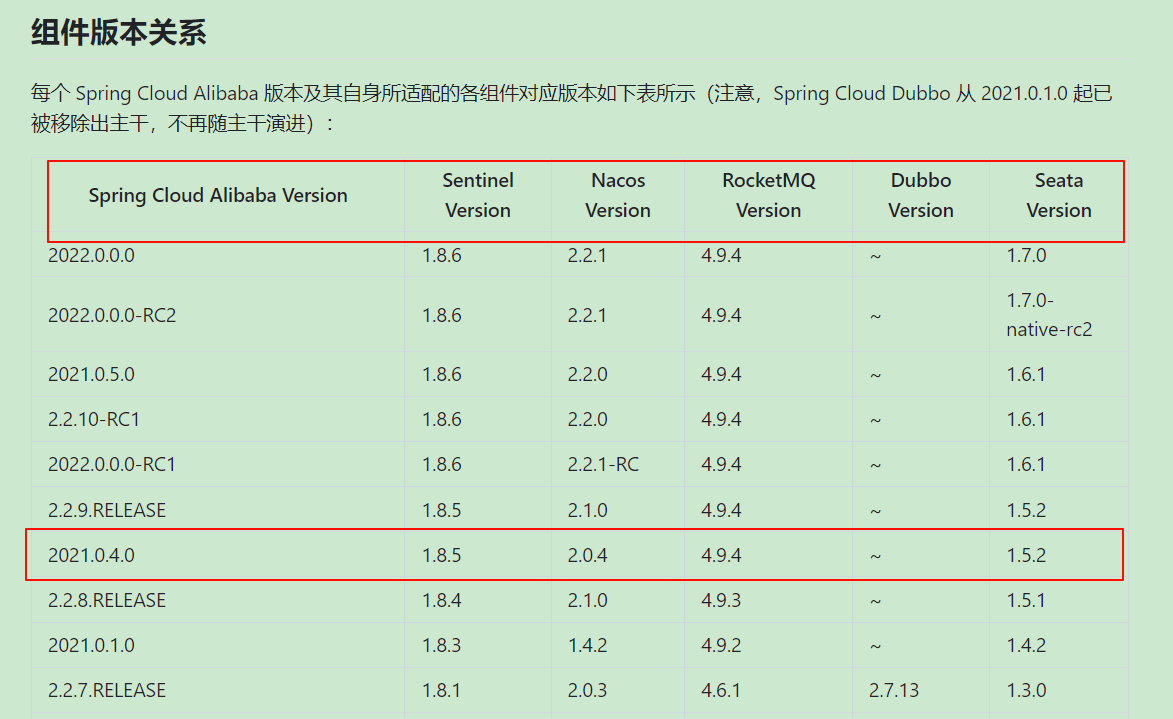 组件版本关系
每个 Spring Cloud Alibaba 版本及其自身所适配的各组件对应版本如下表所示（注意，Spring Cloud Dubbo 从 2021.0.1.0 起已
被移除出主干，不再随主干演进）：
Spring Cloud Alibaba Version Sentinel Version Nacos Version RocketMQ Version Dubbo Version Seata Version
2022.0.0.0 1.8.6 2.2.1 4.9.4 ~ 1.7.0
2022.0.0.0-RC2 1.8.6 2.2.1 4.9.4 ~ 1.7.0-native-rc2
2021.0.5.0 1.8.6 2.2.0 4.9.4 ~ 1.6.1
2.2.10-RC1 1.8.6 2.2.0 4.9.4 ~ 1.6.1
2022.0.0.0-RC1 1.8.6 2.2.1-RC 4.9.4 ~ 1.6.1
2.2.9.RELEASE 1.8.5 2.1.0 4.9.4 ~ 1.5.2
2021.0.4.0 1.8.5 2.0.4 4.9.4 ~ 1.5.2
2.2.8.RELEASE 1.8.4 2.1.0 4.9.3 ~ 1.5.1
2021.0.1.0 1.8.3 1.4.2 4.9.2 ~ 1.4.2
2.2.7.RELEASE 1.8.1 2.0.3 4.6.1 2.7.13 1.3.0